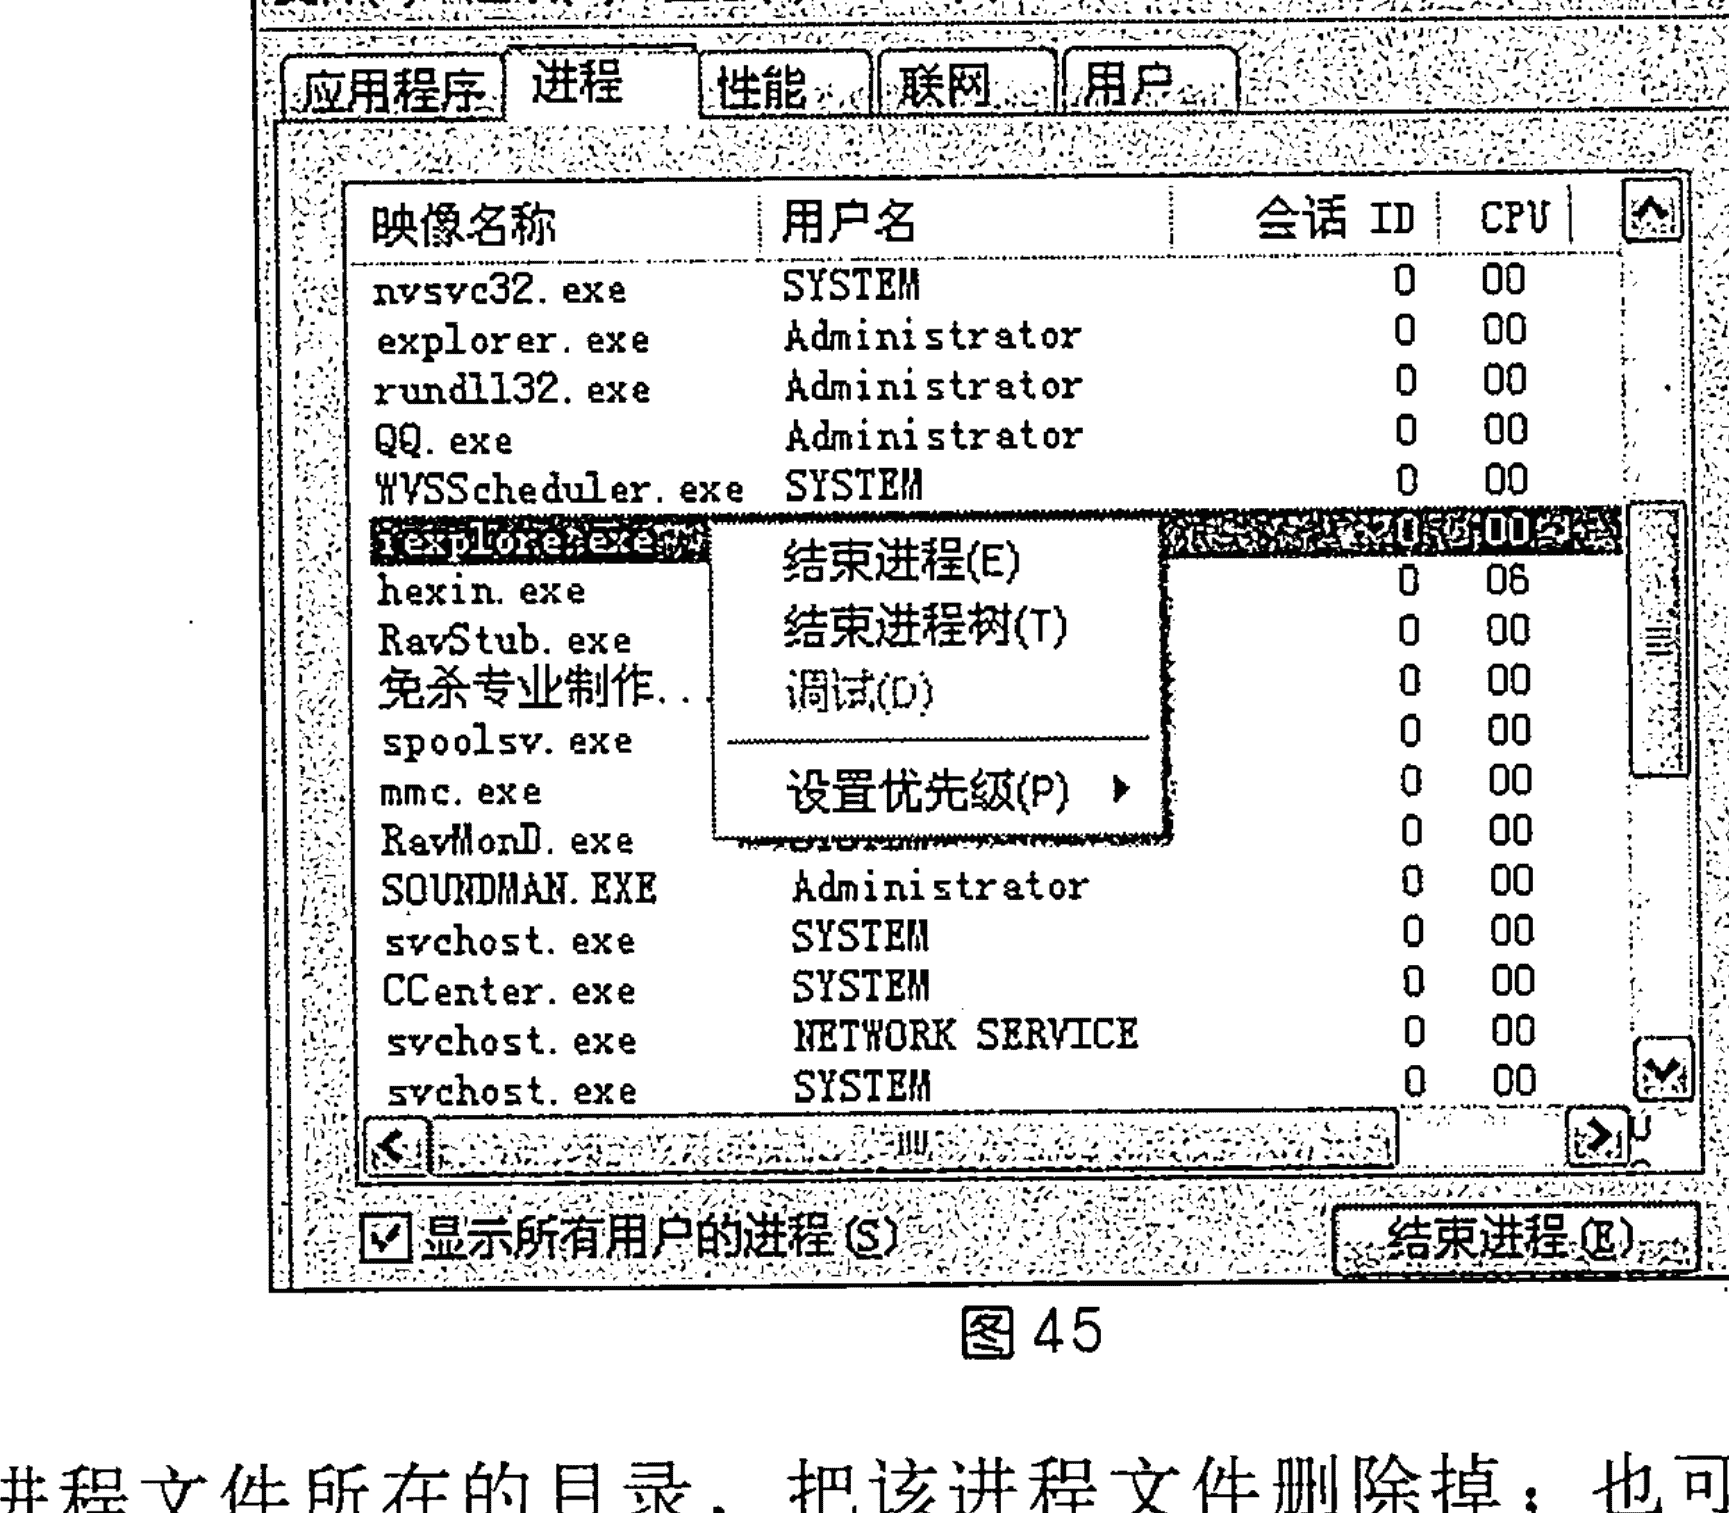 应用程序 进程 性能 联网 用户
映像名称 用户名 会话 ID CPU
nvsvc32.exe SYSTEM 0 00
explorer.exe Administrator 0 00
rundll32.exe Administrator 0 00
QQ.exe Administrator 0 00
WVSScheduler.exe SYSTEM 0 00
iexplore.exe 0 00
结束进程(E)
hexin.exe 0 06
结束进程树(T)
RavStub.exe 0 00
调试(D)
免杀专业制作... 0 00
spoolsv.exe 0 00
设置优先级(P)
mmc.exe 0 00
RavMonD.exe 0 00
SOUNDMAN.EXE Administrator 0 00
svchost.exe SYSTEM 0 00
CCenter.exe SYSTEM 0 00
svchost.exe NETWORK SERVICE 0 00
svchost.exe SYSTEM 0 00
显示所有用户的进程(S) 结束进程(E)
图 45
进程文件所在的目录，把该进程文件删除掉；也可